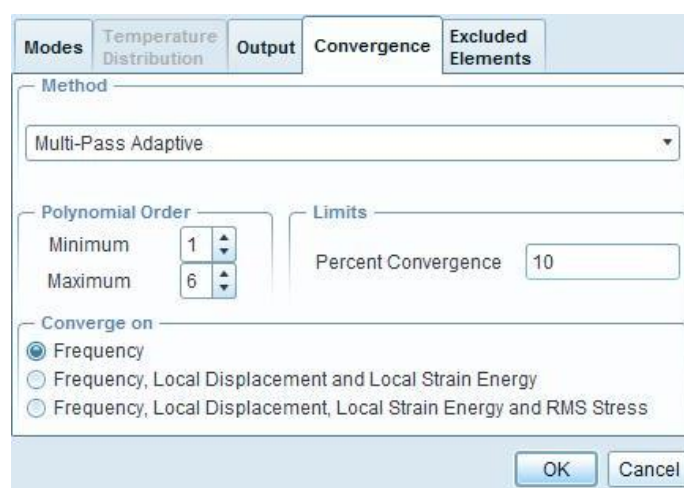 Modes Temperature Distribution Output Convergence Excluded Elements
Method
Multi-Pass Adaptive
Polynomial Order
Minimum 1
Maximum 6
Limits
Percent Convergence 10
Converge on
Frequency
Frequency, Local Displacement and Local Strain Energy
Frequency, Local Displacement, Local Strain Energy and RMS Stress
OK Cancel